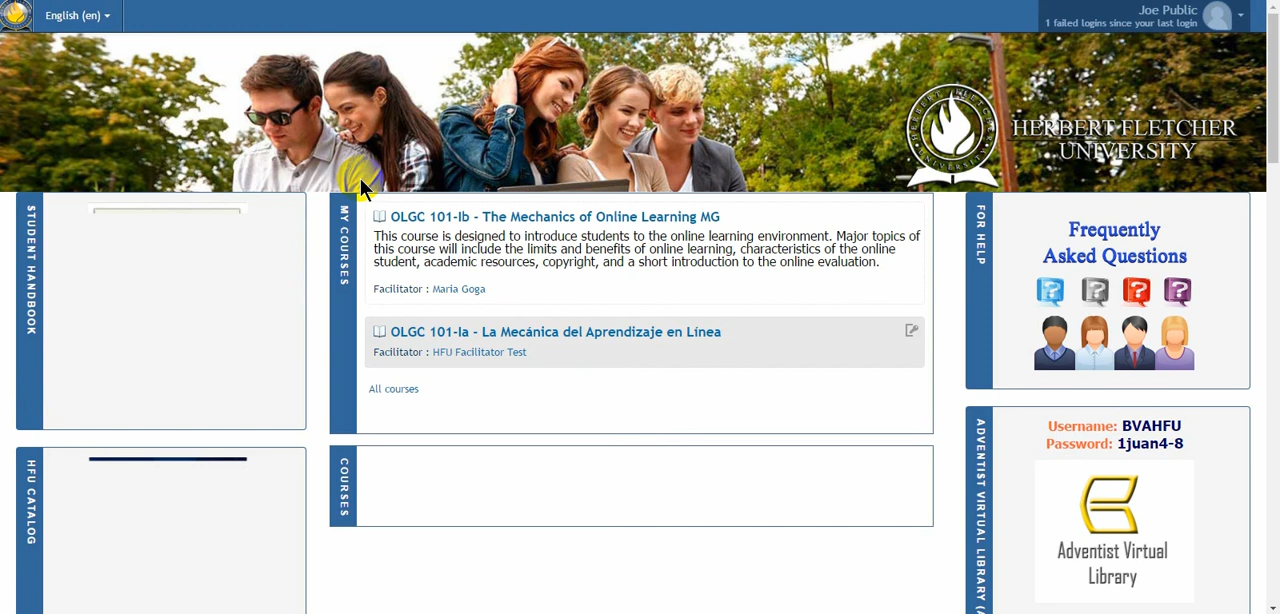 English (en)
Joe Public
1 failed logins since your last login
HERBERT FLETCHER
UNIVERSITY
STUDENT HANDBOOK
MY COURSES
OLGC 101-Ib - The Mechanics of Online Learning MG
This course is designed to introduce students to the online learning environment. Major topics of
this course will include the limits and benefits of online learning, characteristics of the online
student, academic resources, copyright, and a short introduction to the online evaluation.
Facilitator : Maria Goga
OLGC 101-Ia - La Mecánica del Aprendizaje en Línea
Facilitator : HFU Facilitator Test
All courses
FOR HELP
Frequently
Asked Questions
HFU CATALOG
COURSES
ADVENTIST VIRTUAL LIBRARY
Username: BVAHFU
Password: 1juan4-8
Adventist Virtual
Library